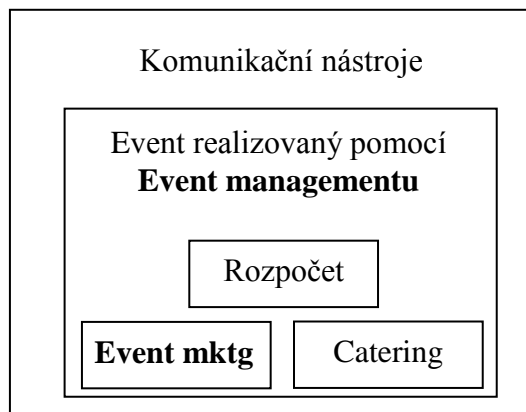 Komunikační nástroje
Event realizovaný pomocí
Event managementu
Rozpočet
Event mktg
Catering